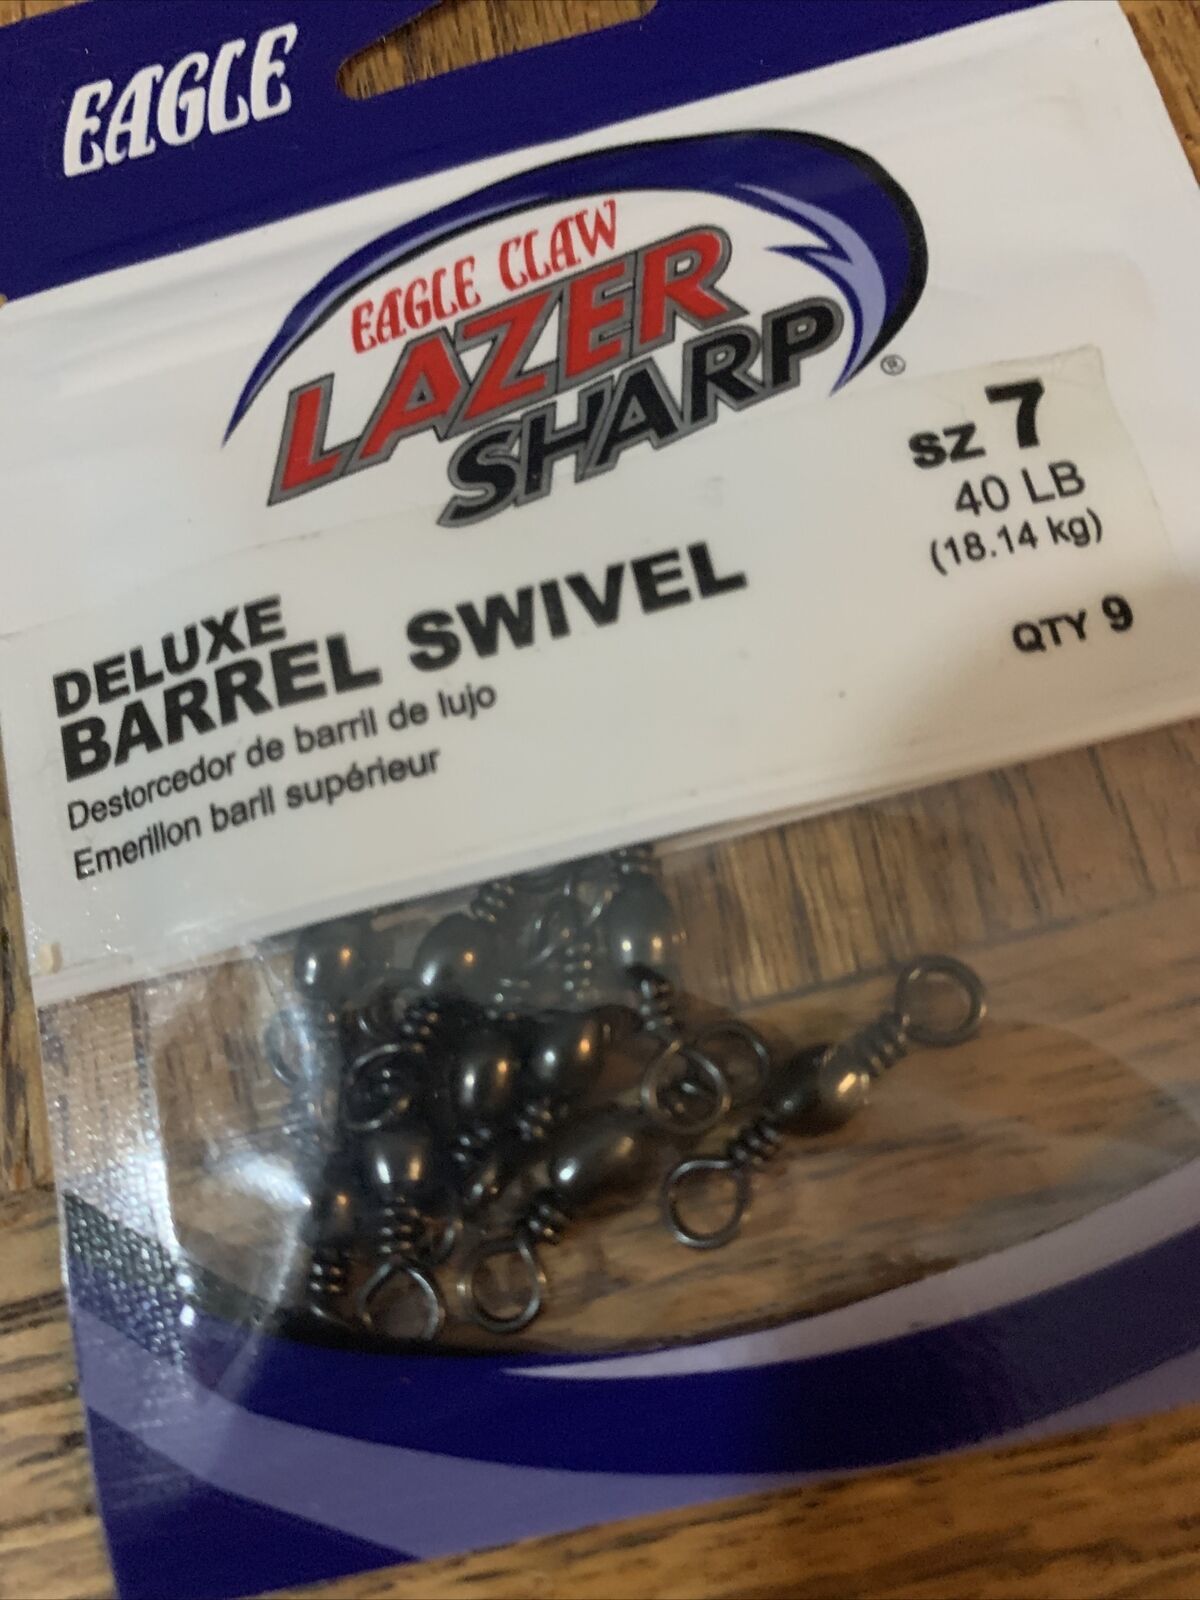 EAGLE
EAGLE CLAW
LAZER
SHARP®
SZ 7
40 LB
(18.14 kg)
QTY 9
DELUXE
BARREL SWIVEL
Destorcedor de barril de lujo
Emerillon baril supérieur